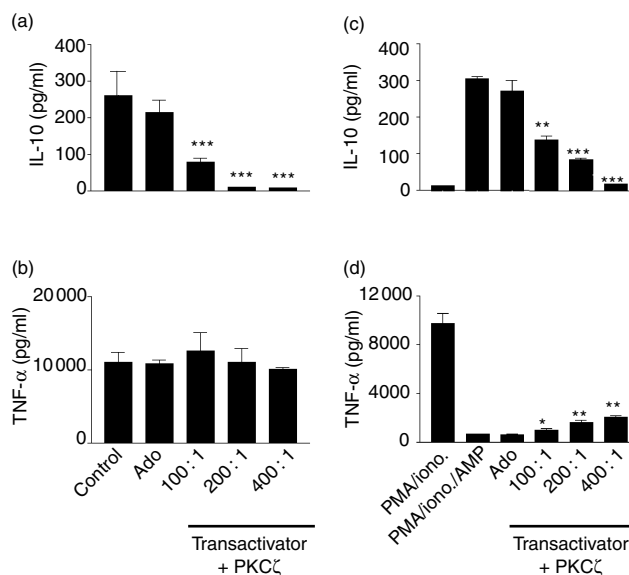 (a)
IL-10 (pg/ml)
400
300
200
100
0
***
***
***
(c)
IL-10 (pg/ml)
400
300
200
100
0
**
***
***
(b)
TNF-α (pg/ml)
20 000
10 000
0
Control
Ado
100 : 1
200 : 1
400 : 1
Transactivator
+ PKCζ
(d)
TNF-α (pg/ml)
12000
8000
4000
0
*
**
**
PMA/iono.
PMA/iono./AMP
Ado
100 : 1
200 : 1
400 : 1
Transactivator
+ PKCζ